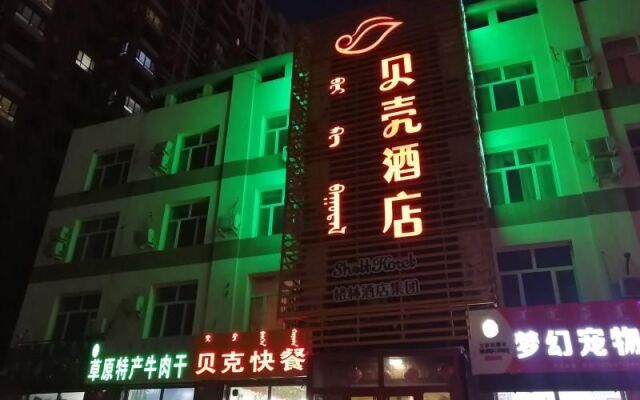 贝壳酒店
Shell Hotel
格林酒店集团
草原特产牛肉干
贝克快餐
梦幻宠物